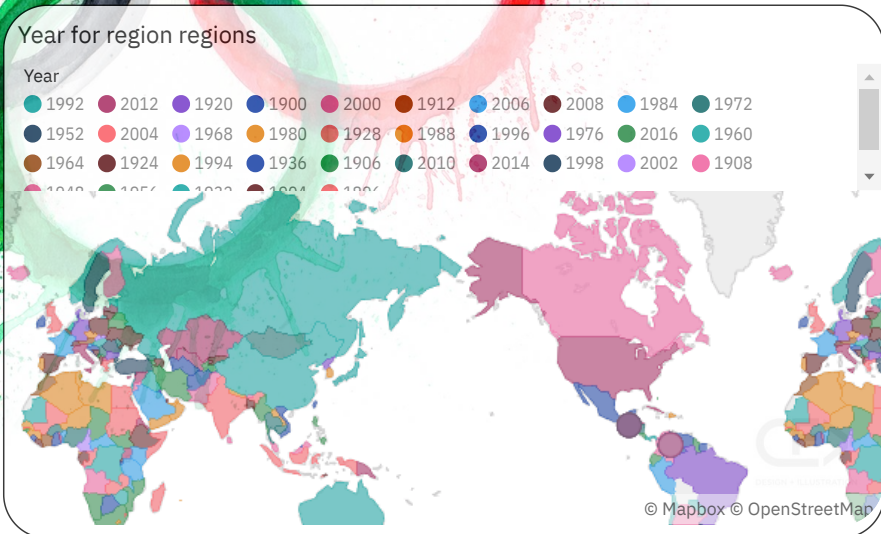 Year for region regions
Year
1992 2012 1920 1900 2000 1912 2006 2008 1984 1972
1952 2004 1968 1980 1928 1988 1996 1976 2016 1960
1964 1924 1994 1936 1906 2010 2014 1998 2002 1908
© Mapbox © OpenStreetMap